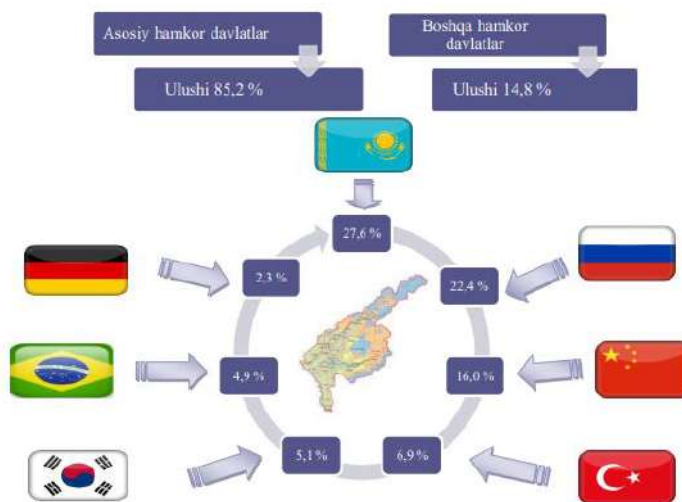 Asosiy hamkor davlatlar
Ulushi 85,2 %
Boshqa hamkor
davlatlar
Ulushi 14,8 %
27,6 %
22,4 %
16,0 %
6,9 %
5,1 %
4,9 %
2,3 %